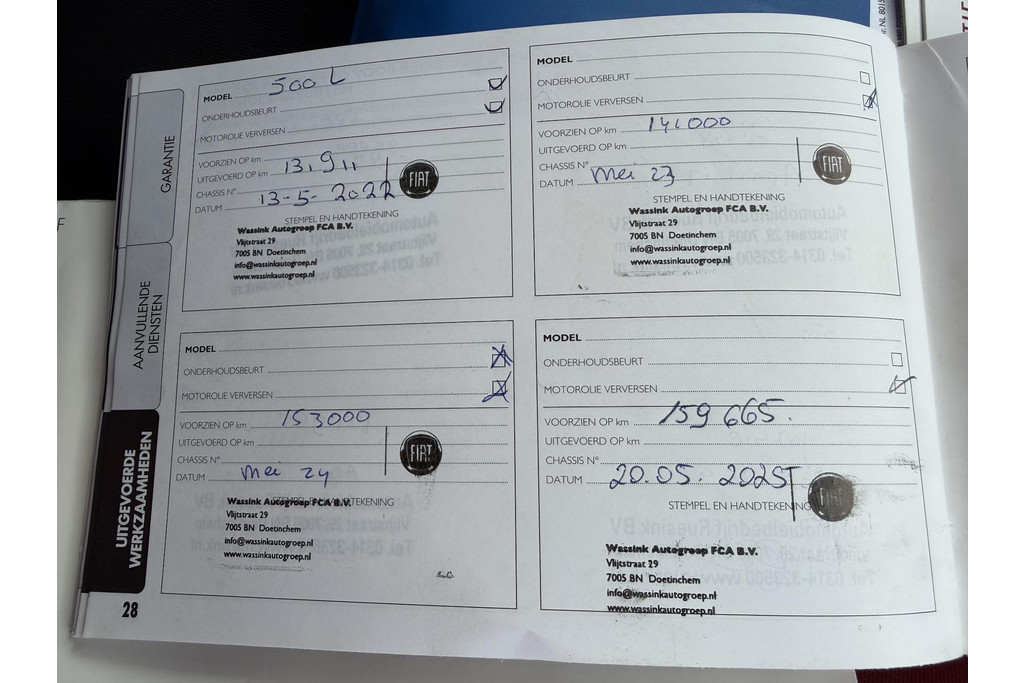 GARANTIE
AANVULLENDE
DIENSTEN
UITGEVOERDE
WERKZAAMHEDEN
28
MODEL 500 L
ONDERHOUDSBEURT
MOTOROLIE VERVERSEN
VOORZIEN OP km
UITGEVOERD OP km
CHASSIS N°
DATUM 13-5-2022
FIAT
STEMPEL EN HANDTEKENING
Wassink Autogroep FCA B.V.
Vlijtstraat 29
7005 BN Doetinchem
info@wassinkautogroep.nl
www.wassinkautogroep.nl
MODEL
ONDERHOUDSBEURT
MOTOROLIE VERVERSEN
VOORZIEN OP km 141000
UITGEVOERD OP km
CHASSIS N°
DATUM Mei 23
FIAT
STEMPEL EN HANDTEKENING
Wassink Autogroep FCA B.V.
Vlijtstraat 29
7005 BN Doetinchem
info@wassinkautogroep.nl
www.wassinkautogroep.nl
MODEL
ONDERHOUDSBEURT
MOTOROLIE VERVERSEN
VOORZIEN OP km 153000
UITGEVOERD OP km
CHASSIS N°
DATUM Mei 24
FIAT
STEMPEL EN HANDTEKENING
Wassink Autogroep FCA B.V.
Vlijtstraat 29
7005 BN Doetinchem
info@wassinkautogroep.nl
www.wassinkautogroep.nl
MODEL
ONDERHOUDSBEURT
MOTOROLIE VERVERSEN
VOORZIEN OP km 159 665.
UITGEVOERD OP km
CHASSIS N°
DATUM 20.05.2025
FIAT
STEMPEL EN HANDTEKENING
Wassink Autogroep FCA B.V.
Vlijtstraat 29
7005 BN Doetinchem
info@wassinkautogroep.nl
www.wassinkautogroep.nl